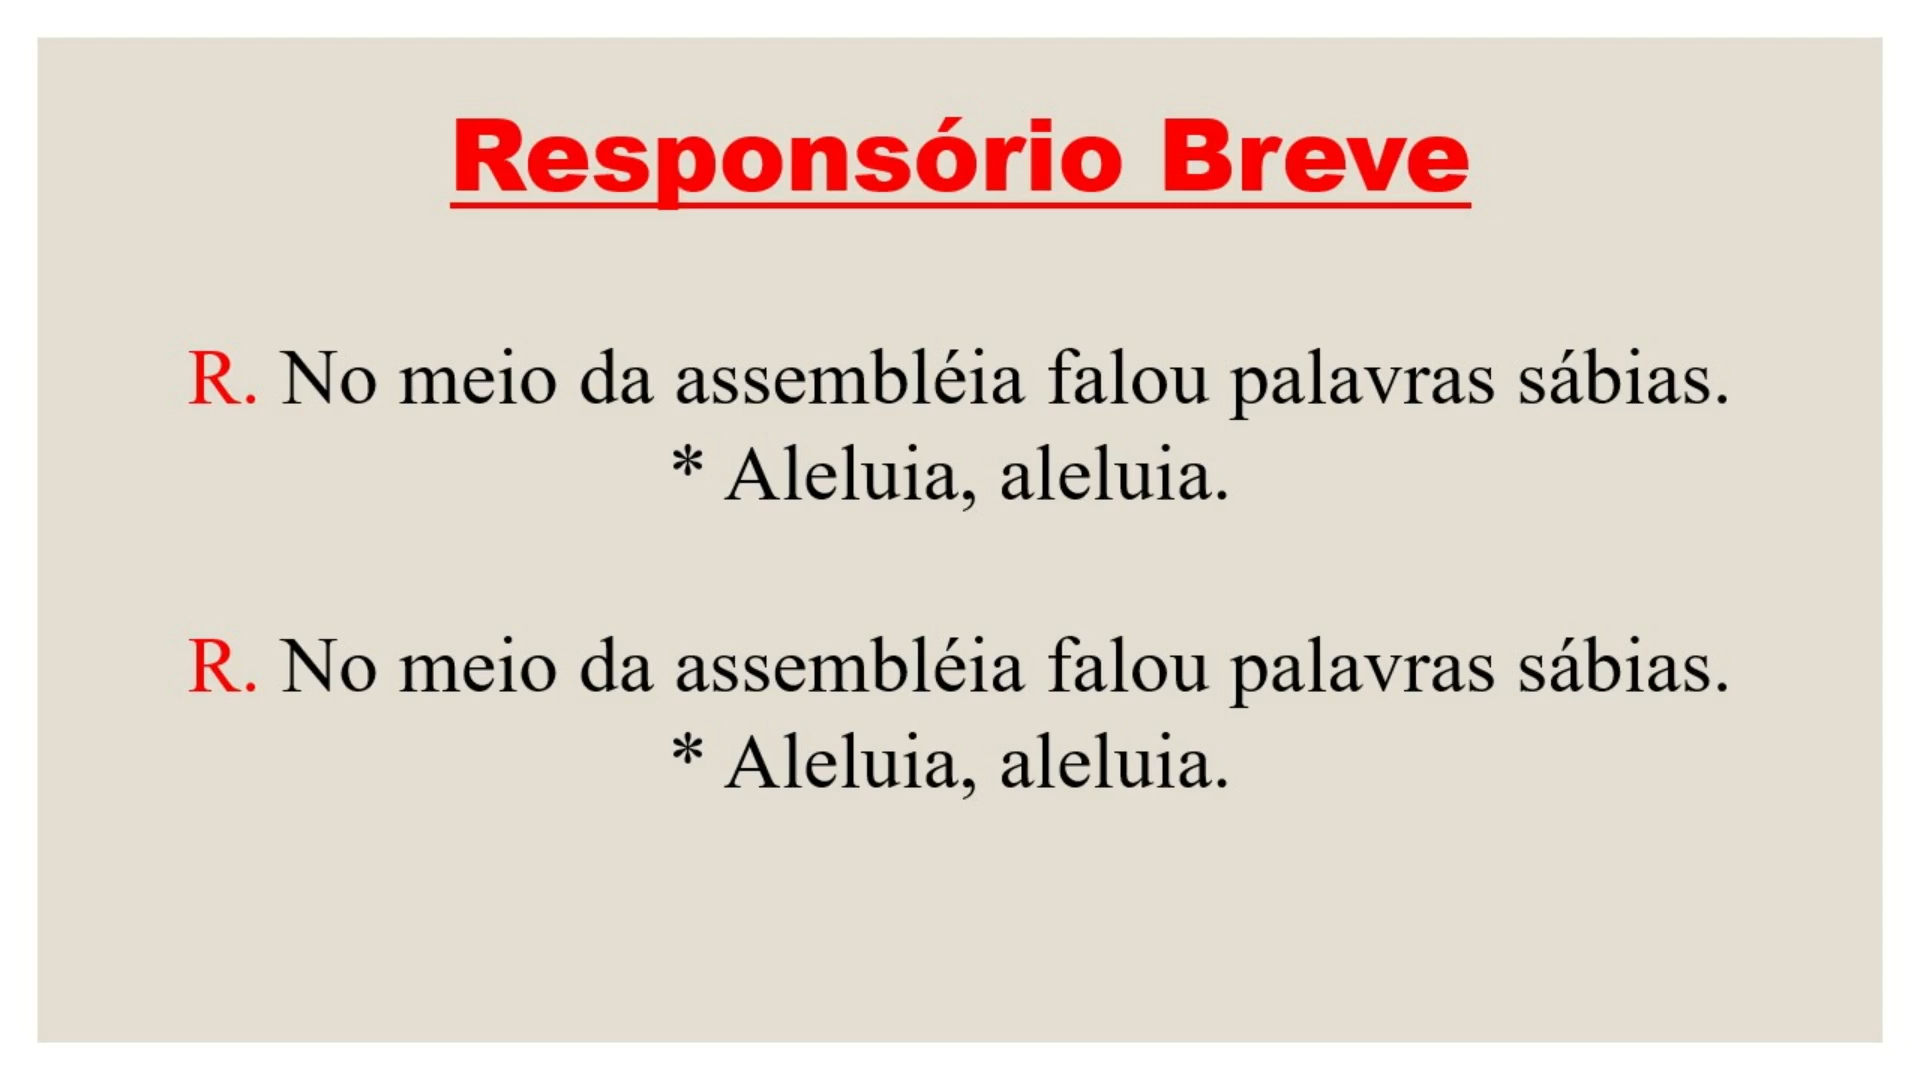 Responsório Breve
R. No meio da assembléia falou palavras sábias.
* Aleluia, aleluia.
R. No meio da assembléia falou palavras sábias.
* Aleluia, aleluia.